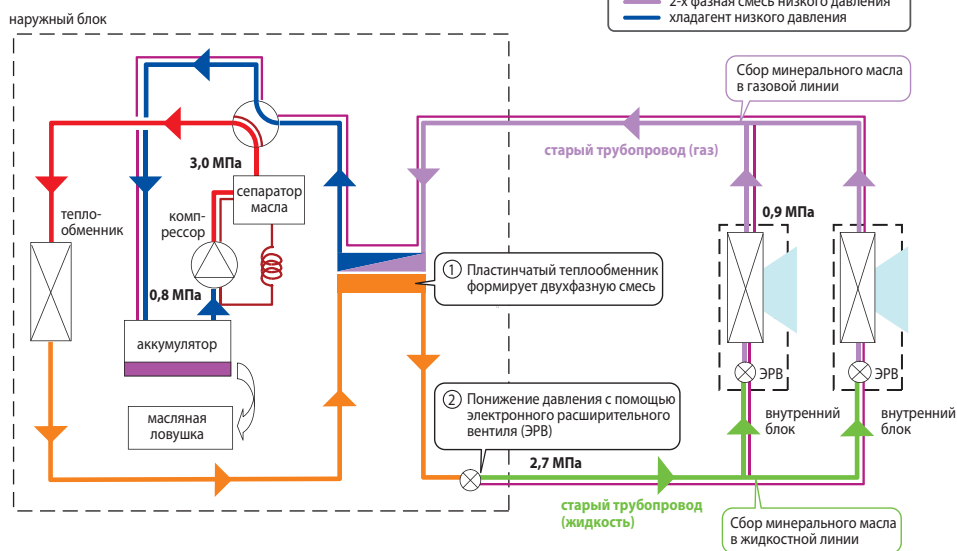 2-х фазная смесь низкого давления
хладагент низкого давления
наружный блок
Сбор минерального масла
в газовой линии
старый трубопровод (газ)
3,0 МПа
сепаратор
масла
тепло-
обменник
комп-
рессор
0,9 МПа
1 Пластинчатый теплообменник
формирует двухфазную смесь
0,8 МПа
аккумулятор
ЭРВ
ЭРВ
масляная
ловушка
2 Понижение давления с помощью
электронного расширительного
вентиля (ЭРВ)
внутренний
блок
внутренний
блок
2,7 МПа
старый трубопровод
(жидкость)
Сбор минерального масла
в жидкостной линии